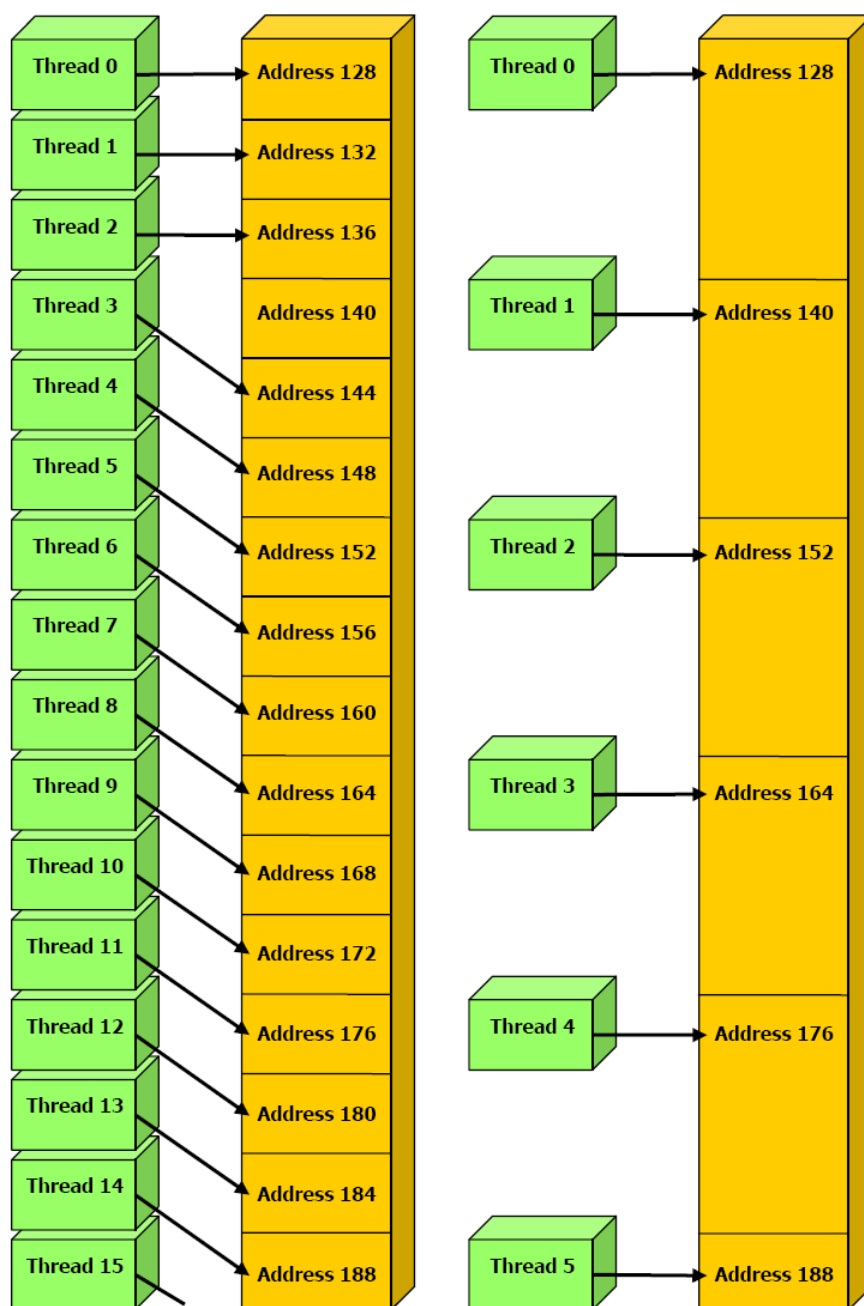 Thread 0
Thread 1
Thread 2
Thread 3
Thread 4
Thread 5
Thread 6
Thread 7
Thread 8
Thread 9
Thread 10
Thread 11
Thread 12
Thread 13
Thread 14
Thread 15
Address 128
Address 132
Address 136
Address 140
Address 144
Address 148
Address 152
Address 156
Address 160
Address 164
Address 168
Address 172
Address 176
Address 180
Address 184
Address 188
Thread 0
Thread 1
Thread 2
Thread 3
Thread 4
Thread 5
Address 128
Address 140
Address 152
Address 164
Address 176
Address 188